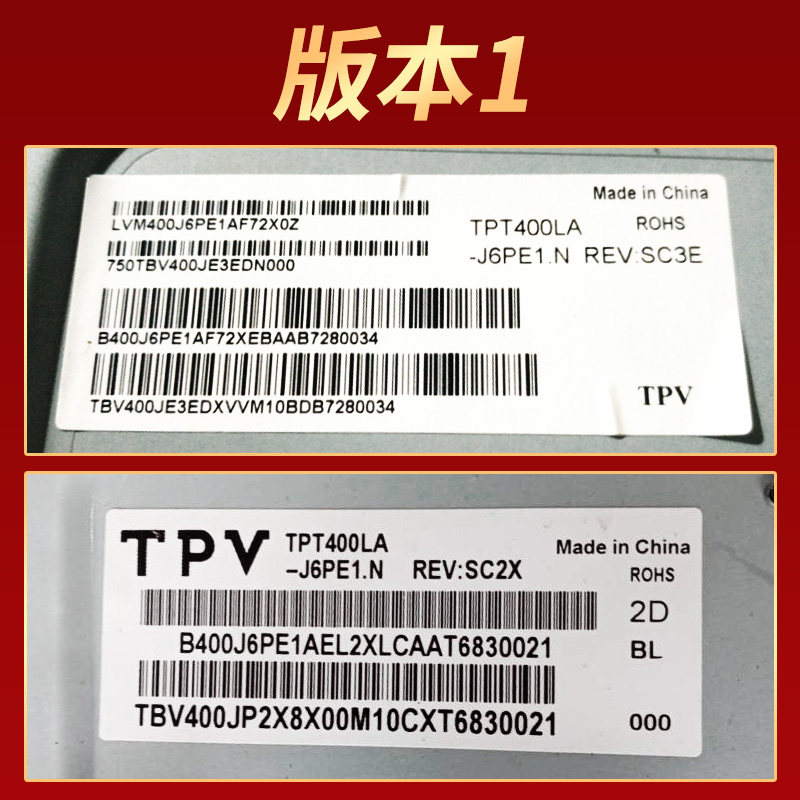 版本1
Made in China
LVM400J6PE1AF72X0Z
TPT400LA ROHS
750TBV400JE3EDN000
-J6PE1.N REV:SC3E
B400J6PE1AF72XEBAAB7280034
TBV400JE3EDXVVM10BDB7280034
TPV
TPV TPT400LA
-J6PE1.N REV:SC2X
Made in China
ROHS
2D
B400J6PE1AEL2XLCAAT6830021
BL
TBV400JP2X8X00M10CXT6830021
000